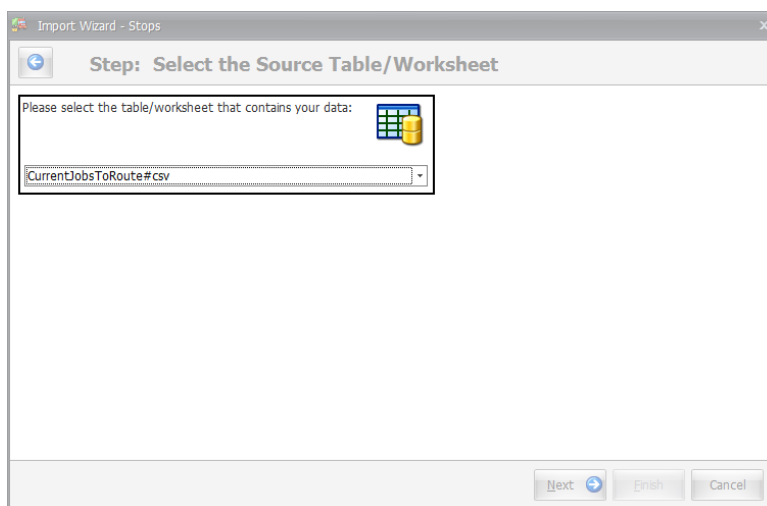 Import Wizard - Stops
x
Step: Select the Source Table/Worksheet
Please select the table/worksheet that contains your data:
CurrentJobsToRoute#csv
Next
Finish
Cancel